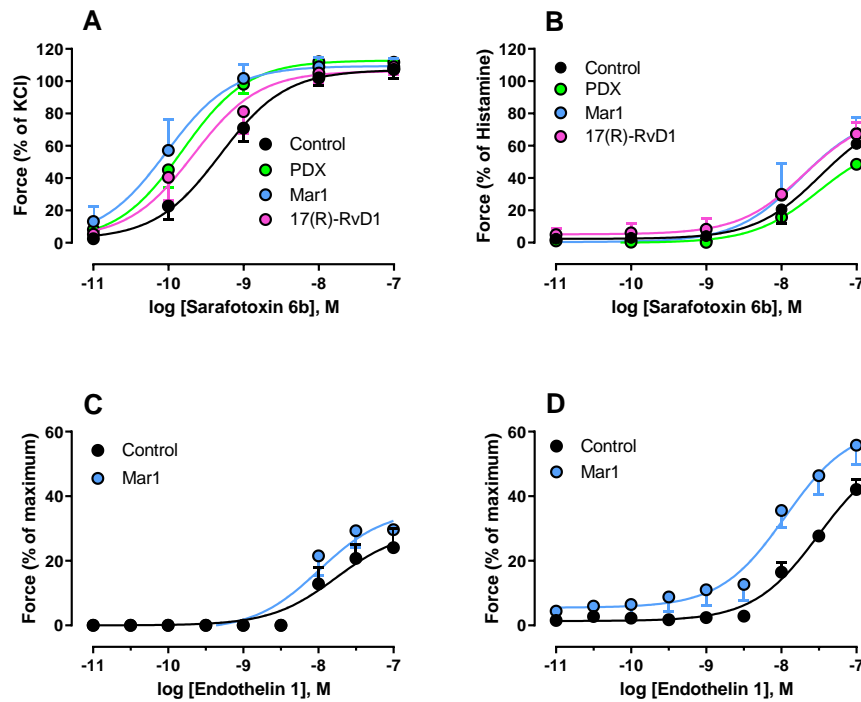 A
120
100
80
60
40
20
0
Force (% of KCl)
Control
PDX
Mar1
17(R)-RvD1
-11
-10
-9
-8
-7
log [Sarafotoxin 6b], M
B
120
100
80
60
40
20
0
Force (% of Histamine)
Control
PDX
Mar1
17(R)-RvD1
-11
-10
-9
-8
-7
log [Sarafotoxin 6b], M
C
60
40
20
0
Force (% of maximum)
Control
Mar1
-11
-10
-9
-8
-7
log [Endothelin 1], M
D
60
40
20
0
Force (% of maximum)
Control
Mar1
-11
-10
-9
-8
-7
log [Endothelin 1], M